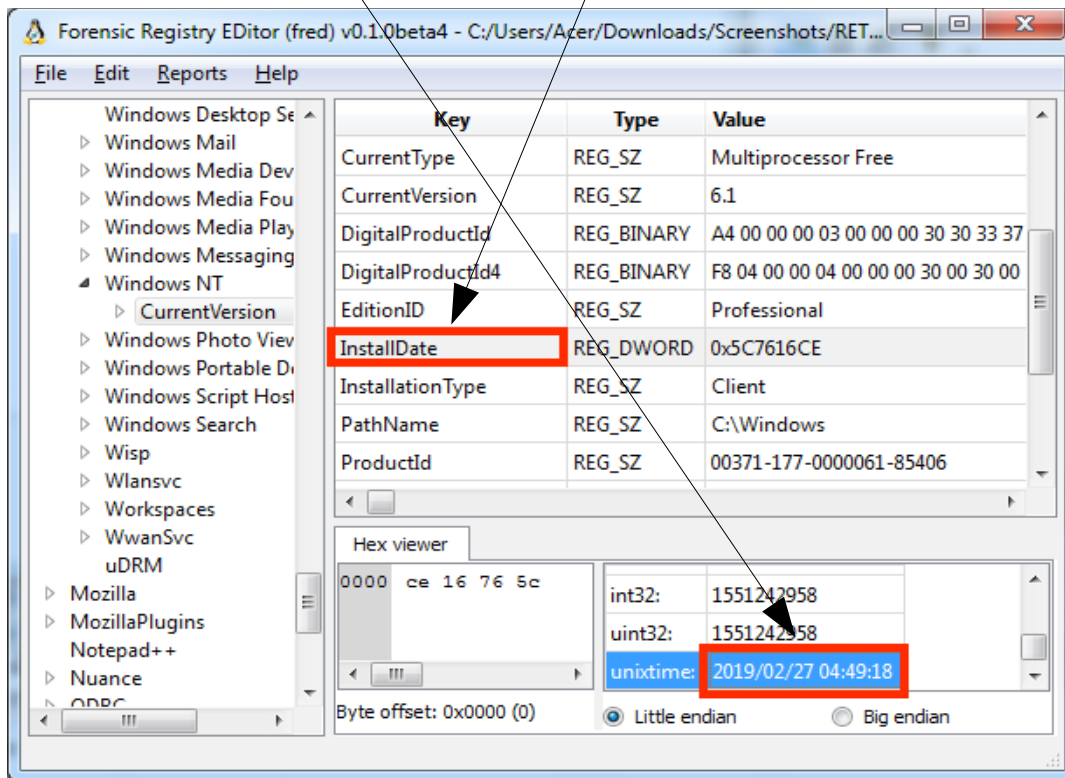 Forensic Registry EDitor (fred) v0.1.0beta4 - C:/Users/Acer/Downloads/Screenshots/RET...
File Edit Reports Help
Windows Desktop Se
Windows Mail
Windows Media Dev
Windows Media Fou
Windows Media Play
Windows Messaging
Windows NT
CurrentVersion
Windows Photo View
Windows Portable De
Windows Script Host
Windows Search
Wisp
Wlansvc
Workspaces
WwanSvc
uDRM
Mozilla
MozillaPlugins
Notepad++
Nuance
ODBC
Key Type Value
CurrentType REG_SZ Multiprocessor Free
CurrentVersion REG_SZ 6.1
DigitalProductId REG_BINARY A4 00 00 00 03 00 00 00 30 30 33 37
DigitalProductId4 REG_BINARY F8 04 00 00 04 00 00 00 30 00 30 00
EditionID REG_SZ Professional
InstallDate REG_DWORD 0x5C7616CE
InstallationType REG_SZ Client
PathName REG_SZ C:\Windows
ProductId REG_SZ 00371-177-0000061-85406
Hex viewer
0000 ce 16 76 5c
Byte offset: 0x0000 (0)
int32: 1551242958
uint32: 1551242958
unixtime: 2019/02/27 04:49:18
Little endian Big endian